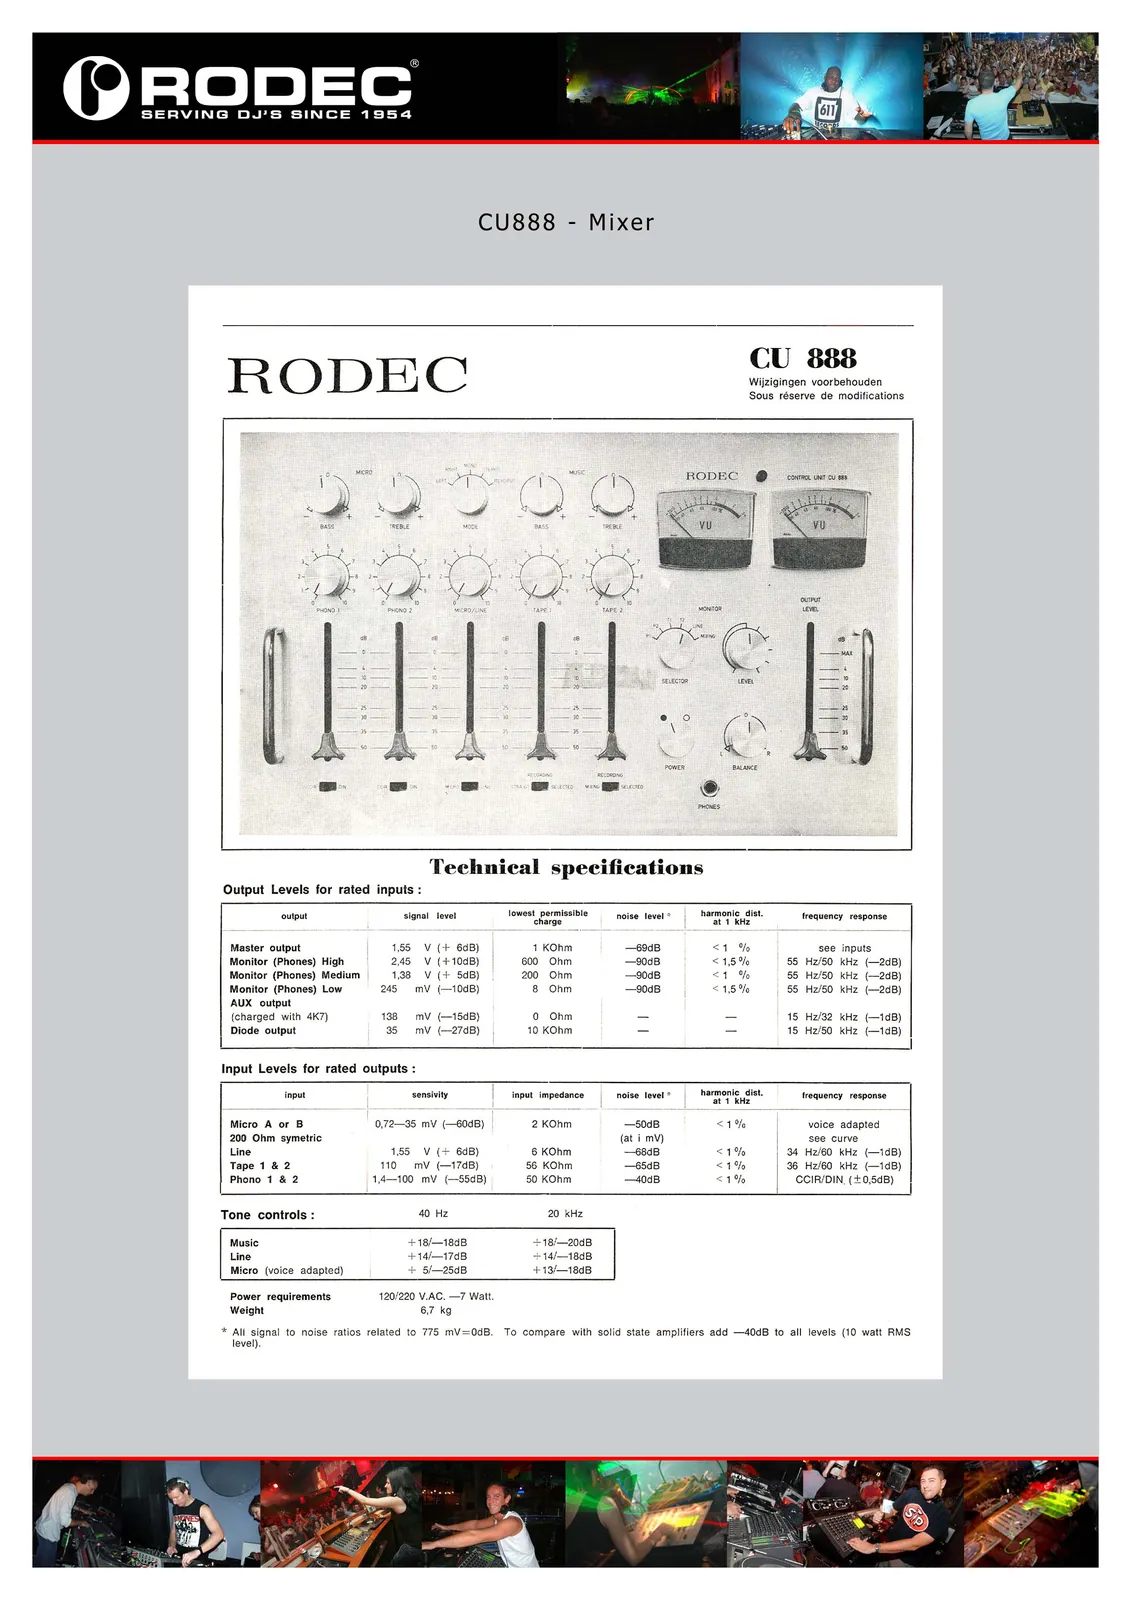 RODEC®
SERVING DJ'S SINCE 1954
611
CU888 - Mixer
RODEC
CU 888
Wijzigingen voorbehouden
Sous réserve de modifications
MICRO
MONO
MUSIC
RODEC
CONTROL UNIT CU 888
BASS TREBLE MODE BASS TREBLE
VU VU
PHONO 1 PHONO 2 MICRO/LINE TAPE 1 TAPE 2
MONITOR
OUTPUT
LEVEL
SELECTOR LEVEL
POWER BALANCE
L R
PHONES
RECORDING RECORDING
DIN DIN SELECTED MIXING SELECTED
Technical specifications
Output Levels for rated inputs :
output signal level lowest permissible charge noise level * harmonic dist. at 1 kHz frequency response
Master output 1,55 V (+ 6dB) 1 KOhm —69dB < 1 % see inputs
Monitor (Phones) High 2,45 V (+10dB) 600 Ohm —90dB < 1,5 % 55 Hz/50 kHz (—2dB)
Monitor (Phones) Medium 1,38 V (+ 5dB) 200 Ohm —90dB < 1 % 55 Hz/50 kHz (—2dB)
Monitor (Phones) Low 245 mV (—10dB) 8 Ohm —90dB < 1,5 % 55 Hz/50 kHz (—2dB)
AUX output
(charged with 4K7) 138 mV (—15dB) 0 Ohm — — 15 Hz/32 kHz (—1dB)
Diode output 35 mV (—27dB) 10 KOhm — — 15 Hz/50 kHz (—1dB)
Input Levels for rated outputs :
input sensivity input impedance noise level * harmonic dist. at 1 kHz frequency response
Micro A or B 0,72—35 mV (—60dB) 2 KOhm —50dB < 1 % voice adapted
200 Ohm symetric (at i mV) see curve
Line 1,55 V (+ 6dB) 6 KOhm —68dB < 1 % 34 Hz/60 kHz (—1dB)
Tape 1 & 2 110 mV (—17dB) 56 KOhm —65dB < 1 % 36 Hz/60 kHz (—1dB)
Phono 1 & 2 1,4—100 mV (—55dB) 50 KOhm —40dB < 1 % CCIR/DIN. (±0,5dB)
Tone controls : 40 Hz 20 kHz
Music +18/—18dB +18/—20dB
Line +14/—17dB +14/—18dB
Micro (voice adapted) + 5/—25dB +13/—18dB
Power requirements 120/220 V.AC. —7 Watt.
Weight 6,7 kg
* All signal to noise ratios related to 775 mV=0dB. To compare with solid state amplifiers add —40dB to all levels (10 watt RMS
level).